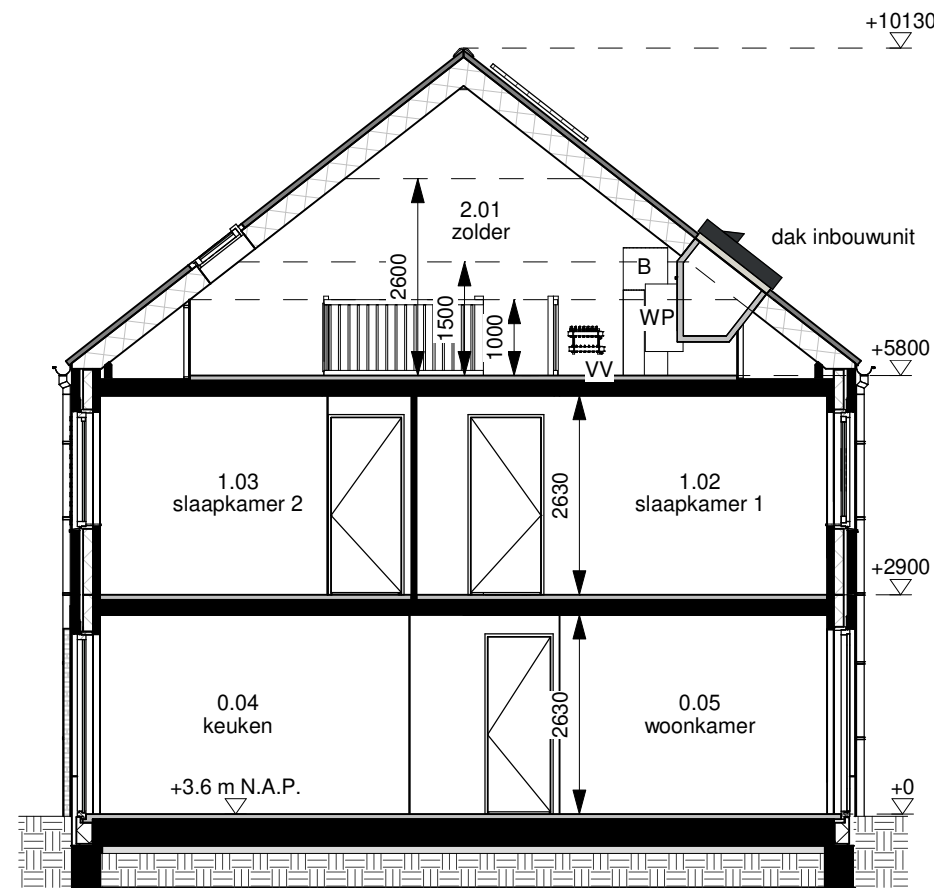 +10130
2.01
zolder
dak inbouwunit
2600
1500
1000
B
WP
VV
+5800
1.03
slaapkamer 2
2630
1.02
slaapkamer 1
+2900
0.04
keuken
2630
0.05
woonkamer
+3.6 m N.A.P.
+0